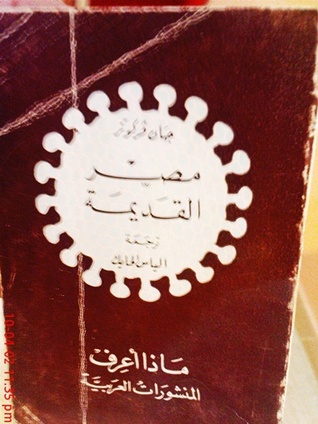 جان فركوتر
مصر
القديمة
ترجمة
الياس الحايك
ماذا أعرف
المنشورات العربية